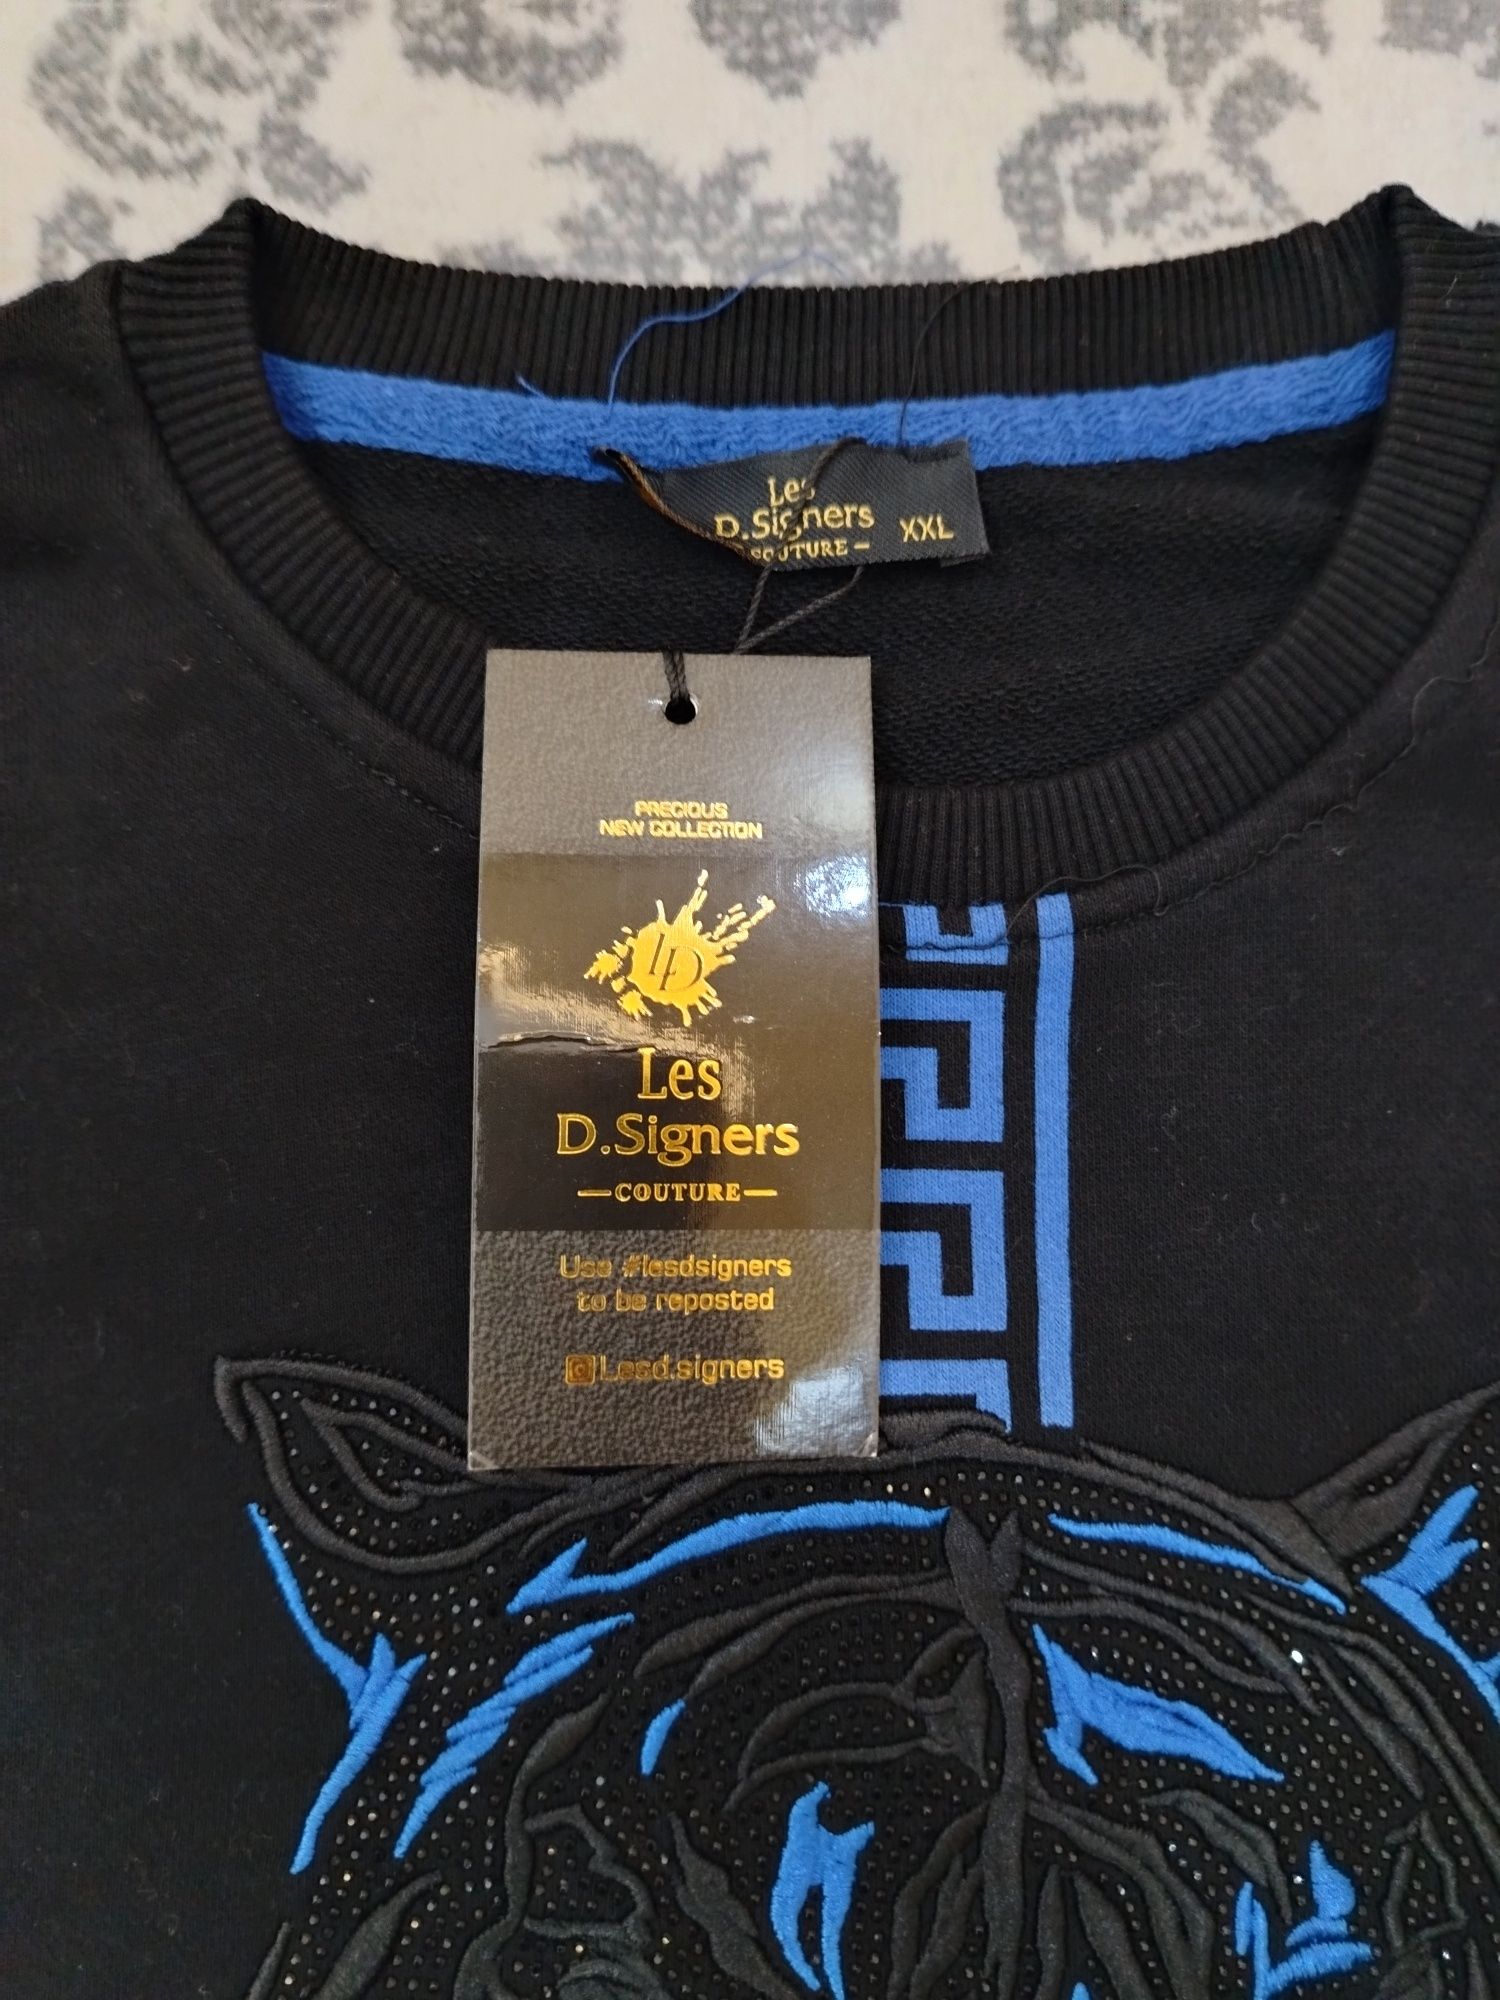 Les
D.Signers
COUTURE –
XXL
PRECIOUS
NEW COLLECTION
LD
Les
D.Signers
—COUTURE—
Use #lesdsigners
to be reposted
Lesd.signers